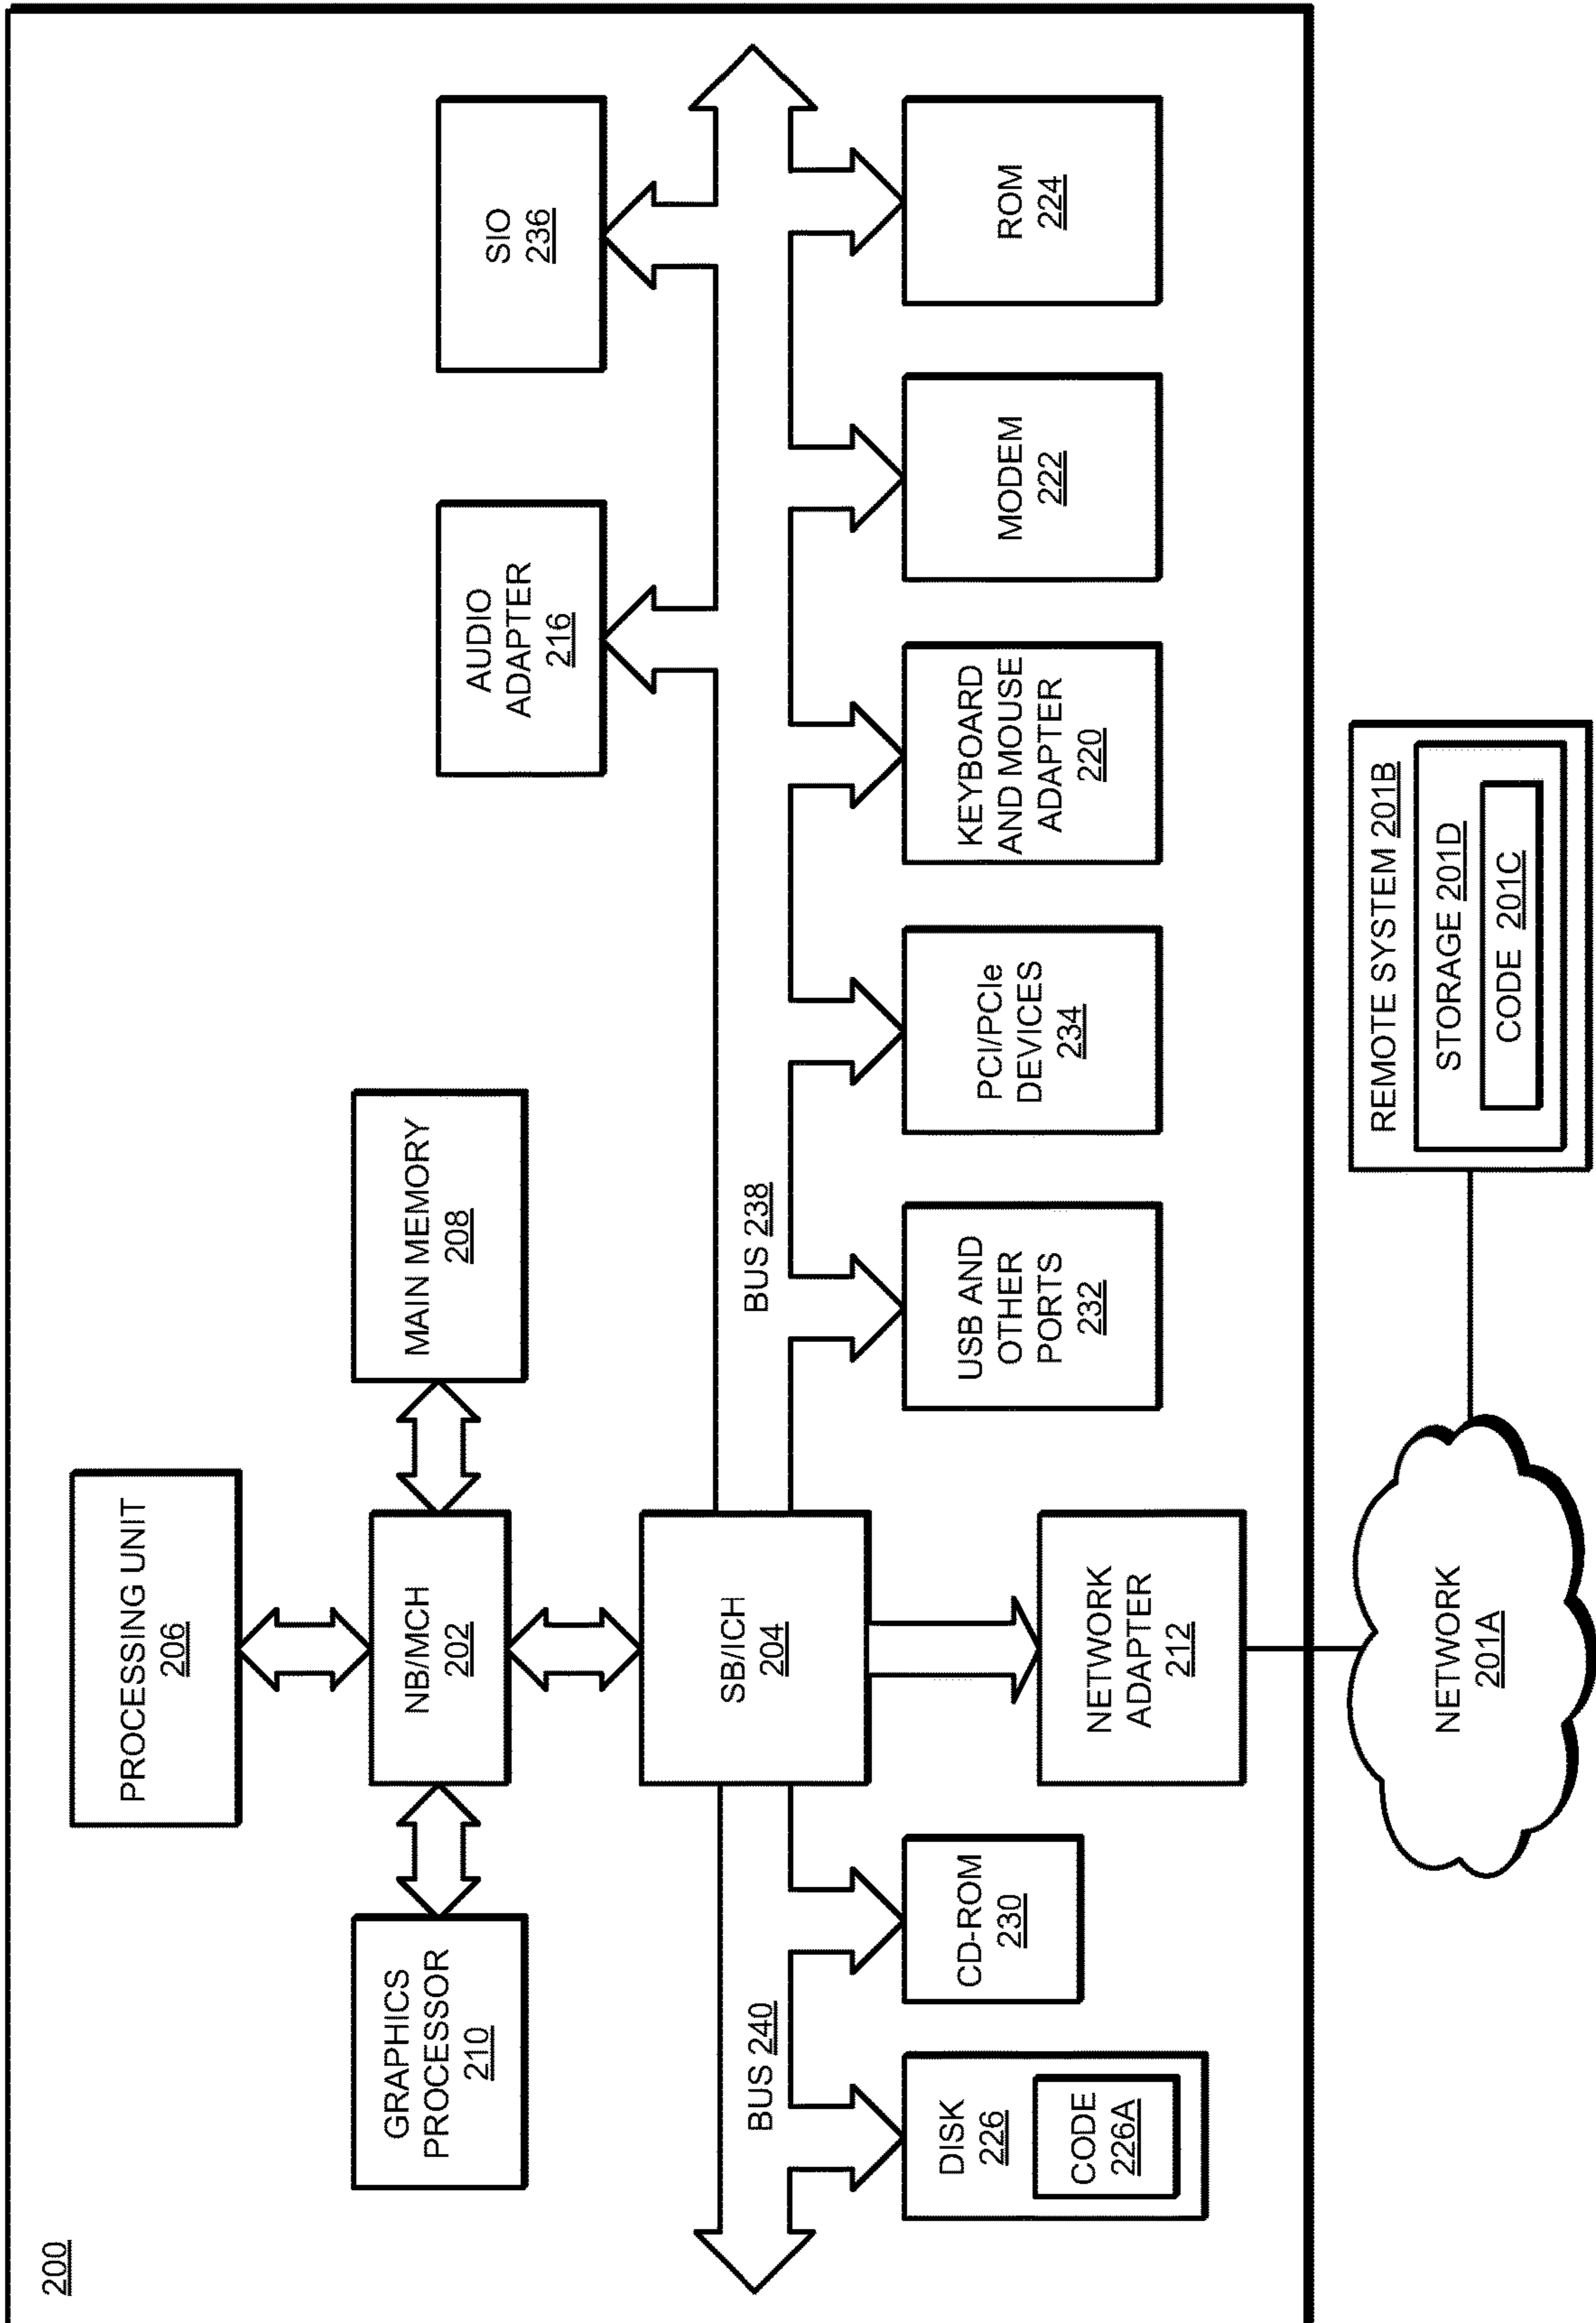 200
PROCESSING UNIT
206
GRAPHICS
PROCESSOR
210
NB/MCH
202
MAIN MEMORY
208
AUDIO
ADAPTER
216
SIO
236
SB/ICH
204
BUS 240
BUS 238
DISK
226
CODE
226A
CD-ROM
230
NETWORK
ADAPTER
212
USB AND
OTHER
PORTS
232
PCI/PCIe
DEVICES
234
KEYBOARD
AND MOUSE
ADAPTER
220
MODEM
222
ROM
224
NETWORK
201A
REMOTE SYSTEM 201B
STORAGE 201D
CODE 201C